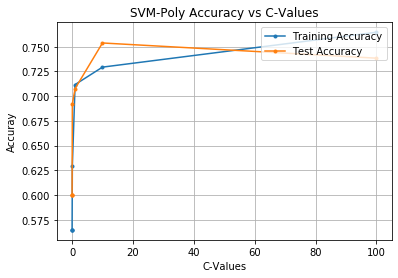 SVM-Poly Accuracy vs C-Values
Training Accuracy
Test Accuracy
0.750
0.725
0.700
0.675
0.650
0.625
0.600
0.575
Accuray
0 20 40 60 80 100
C-Values